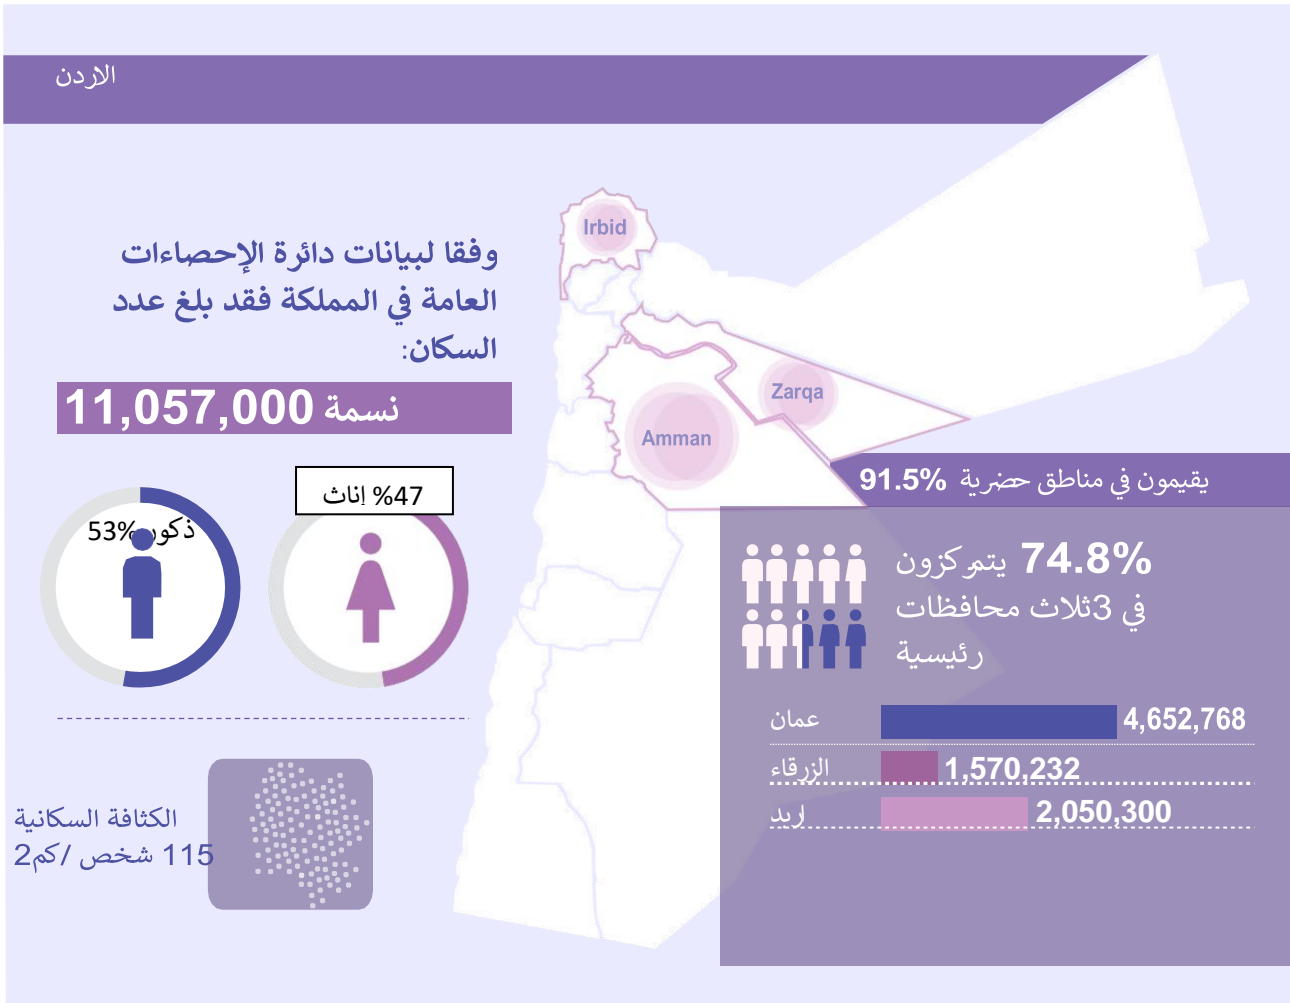 الاردن
وفقا لبيانات دائرة الإحصاءات
العامة في المملكة فقد بلغ عدد
السكان:
11,057,000 نسمة
ذكور 53%
47% اناث
الكثافة السكانية
115 شخص /كم2
Irbid
Zarqa
Amman
يقيمون في مناطق حضرية 91.5%
74.8% يتمركزون
في 3ثلاث محافظات
رئيسية
عمان 4,652,768
الزرقاء 1,570,232
اربد 2,050,300